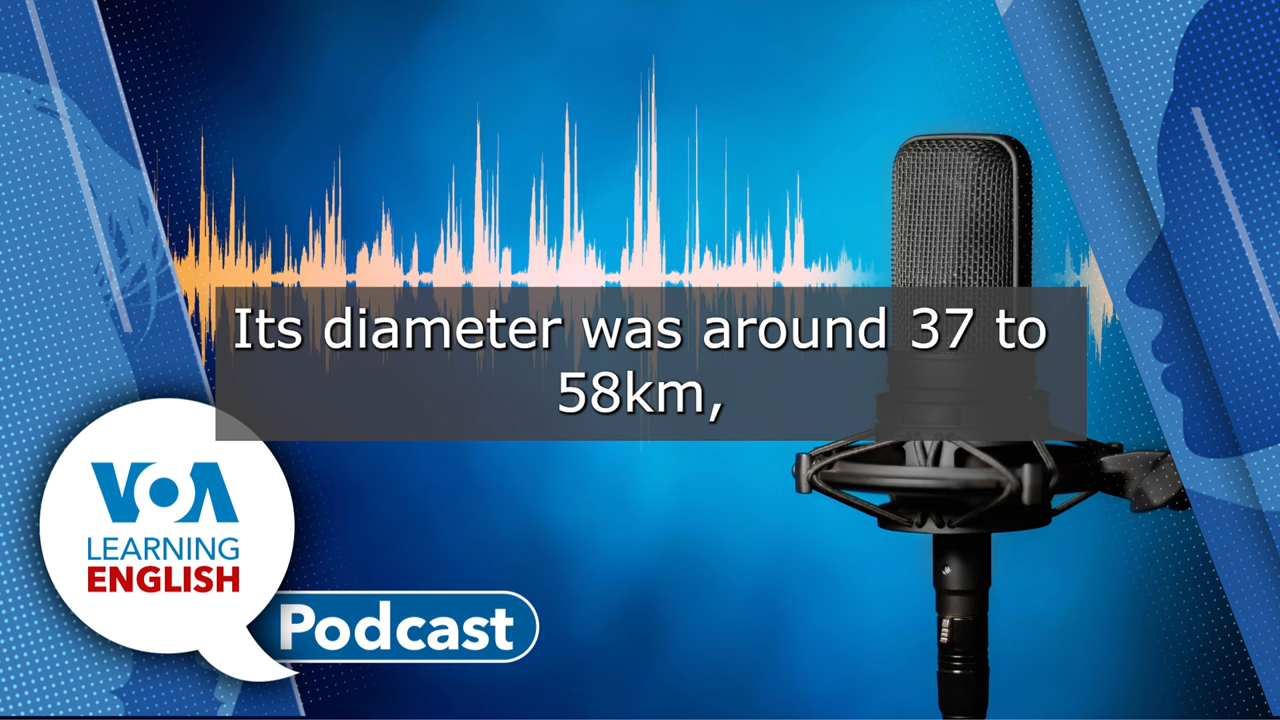 Its diameter was around 37 to
58km,
VOA
LEARNING
ENGLISH
Podcast